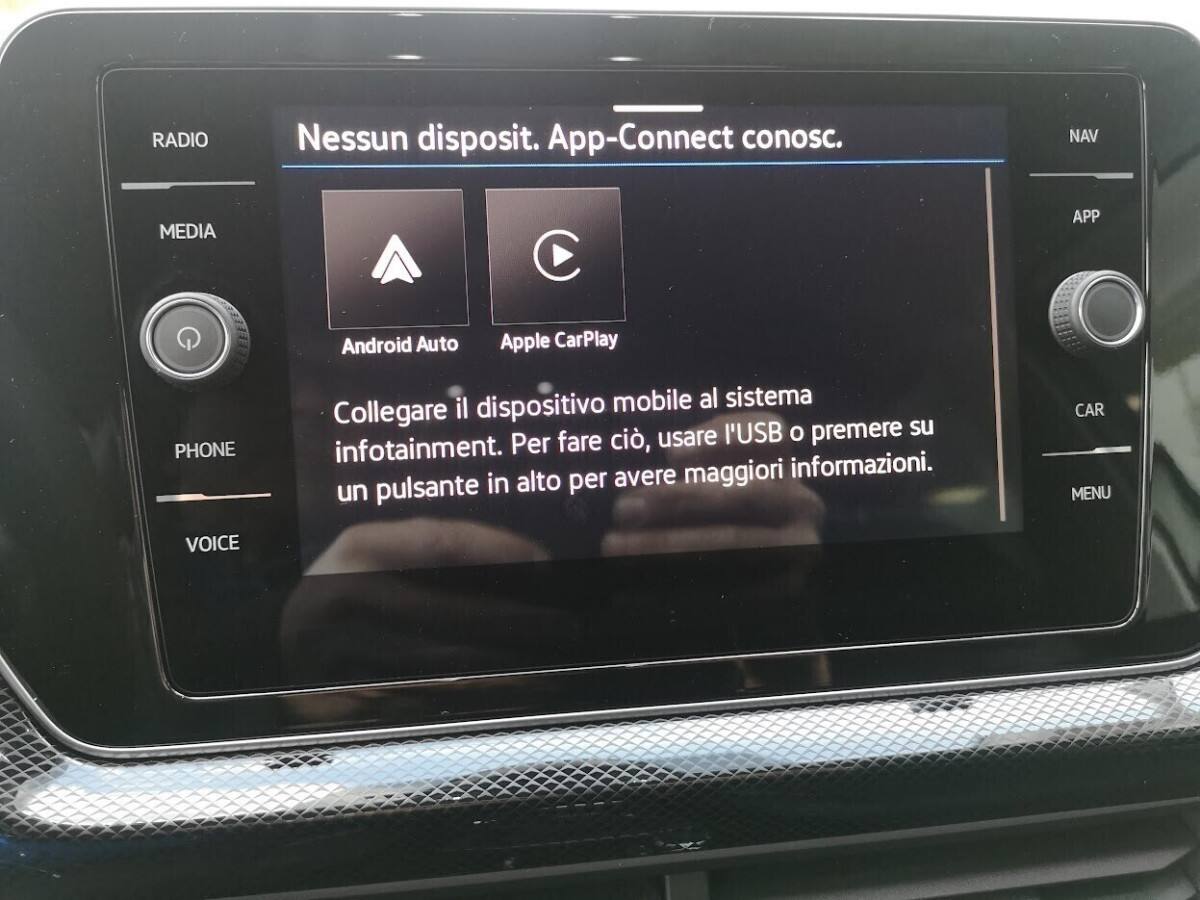 RADIO
MEDIA
PHONE
VOICE
Nessun disposit. App-Connect conosc.
Android Auto
Apple CarPlay
Collegare il dispositivo mobile al sistema
infotainment. Per fare ciò, usare l'USB o premere su
un pulsante in alto per avere maggiori informazioni.
NAV
APP
CAR
MENU